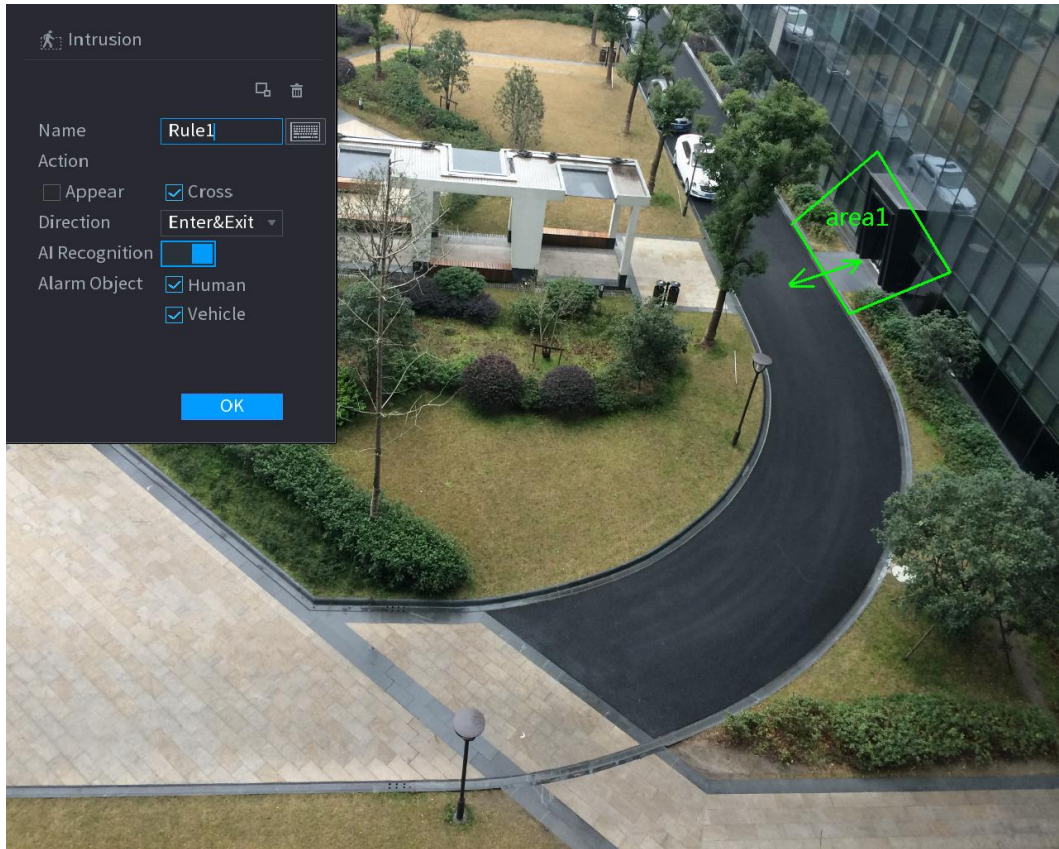 Intrusion
Name Rule1
Action
Appear Cross
Direction Enter&Exit
AI Recognition
Alarm Object Human
Vehicle
OK
area1